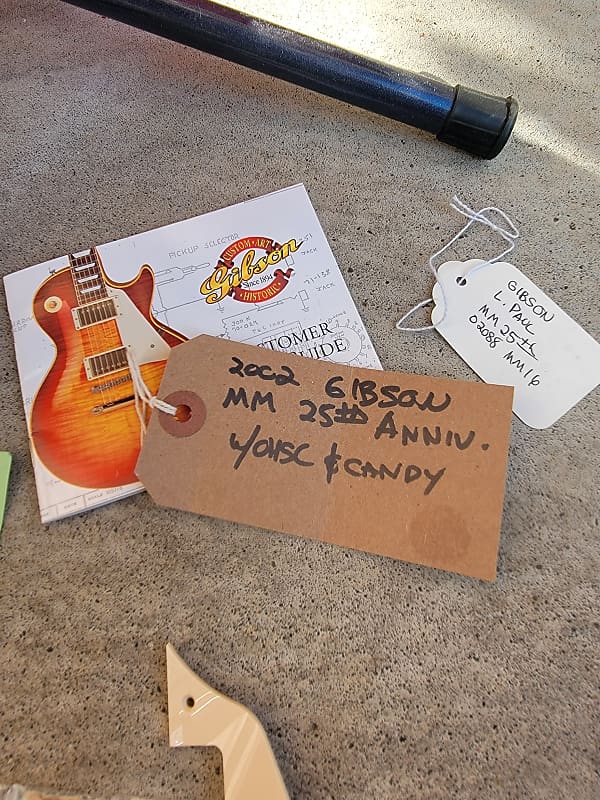 PICKUP SELECTOR
CUSTOM · ART
Gibson
Since 1894
· HISTORIC ·
JACK
JACK
CUSTOMER
GUIDE
2002 GIBSON
MM 25th ANNIV.
W/OHSC & CANDY
GIBSON
L. PAUL
MM 25th
02088 MM16